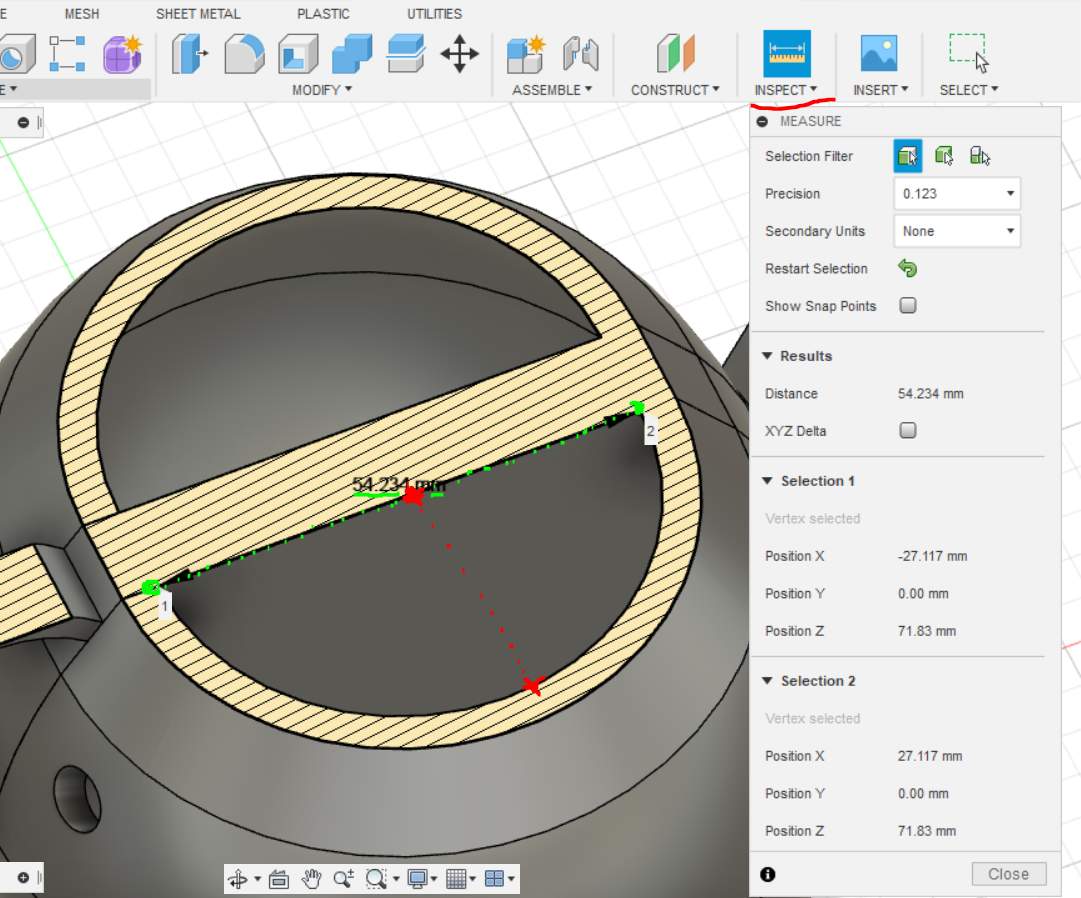 E MESH SHEET METAL PLASTIC UTILITIES
E MODIFY ASSEMBLE CONSTRUCT INSPECT INSERT SELECT
MEASURE
Selection Filter
Precision 0.123
Secondary Units None
Restart Selection
Show Snap Points
Results
Distance 54.234 mm
XYZ Delta
2
Selection 1
54.234 mm
Vertex selected
Position X -27.117 mm
Position Y 0.00 mm
1
Position Z 71.83 mm
Selection 2
Vertex selected
Position X 27.117 mm
Position Y 0.00 mm
Position Z 71.83 mm
Close